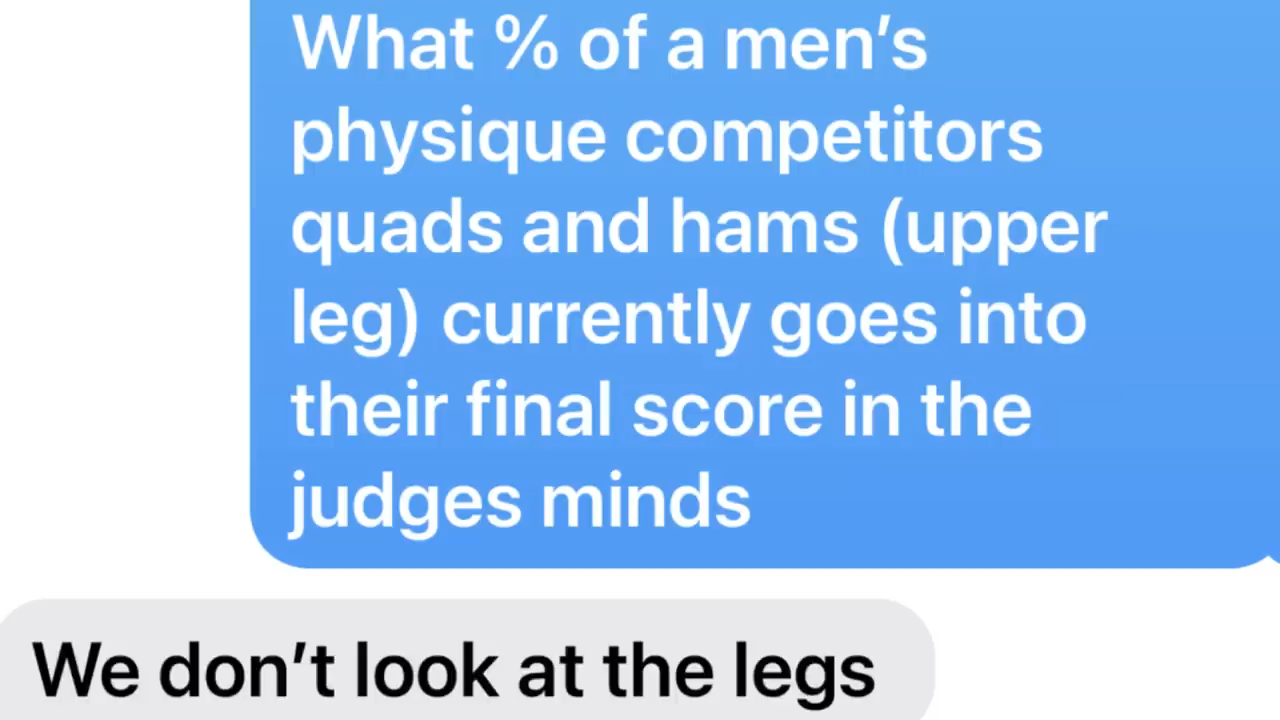 What % of a men’s
physique competitors
quads and hams (upper
leg) currently goes into
their final score in the
judges minds
We don’t look at the legs